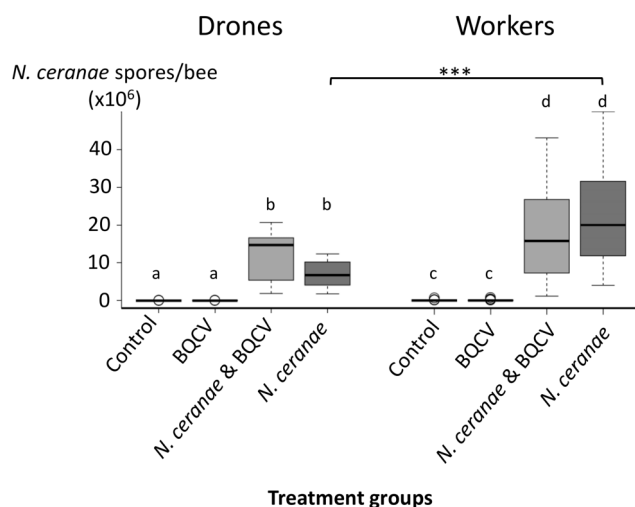 Drones Workers
N. ceranae spores/bee
(x10⁶)
***
d d
40
30
b b
20
10
a a c c
0
Control BQCV N. ceranae & BQCV N. ceranae Control BQCV N. ceranae & BQCV N. ceranae
Treatment groups